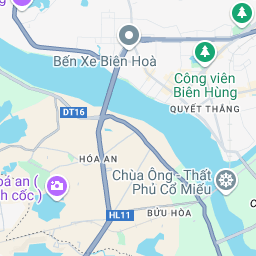 Bến Xe Biên Hoà
Công viên
Biên Hùng
QUYẾT THẮNG
DT16
HÓA AN
Chùa Ông - Thất
Phủ Cổ Miếu
HL11
BỬU HÒA